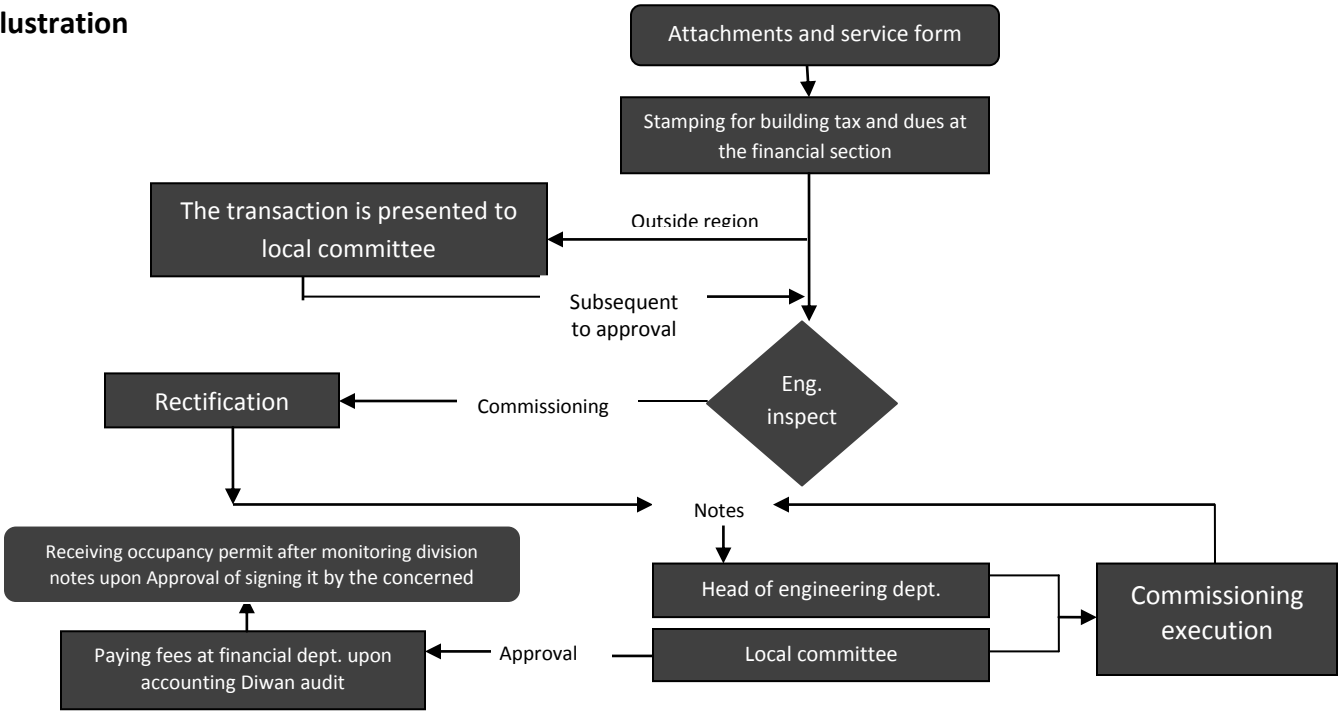 lustration
Attachments and service form
Stamping for building tax and dues at
the financial section
The transaction is presented to
local committee
Outside region
Subsequent
to approval
Eng.
inspect
Rectification
Commissioning
Notes
Receiving occupancy permit after monitoring division
notes upon Approval of signing it by the concerned
Head of engineering dept.
Commissioning
execution
Paying fees at financial dept. upon
accounting Diwan audit
Approval
Local committee